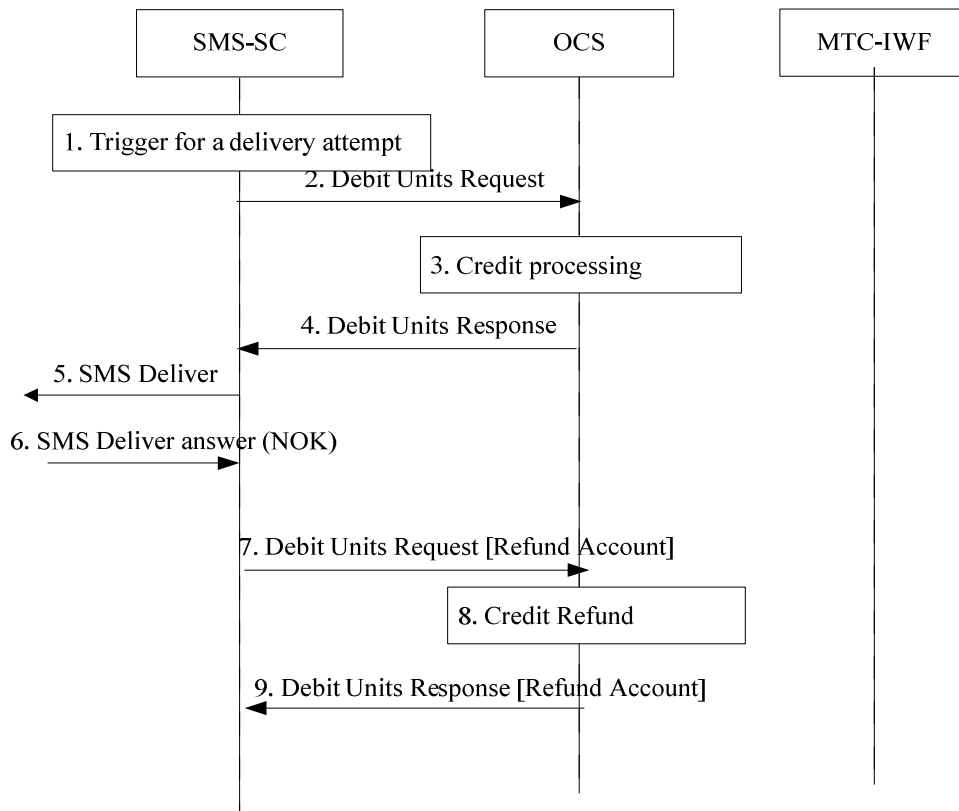 SMS-SC
OCS
MTC-IWF
1. Trigger for a delivery attempt
2. Debit Units Request
3. Credit processing
4. Debit Units Response
5. SMS Deliver
6. SMS Deliver answer (NOK)
7. Debit Units Request [Refund Account]
8. Credit Refund
9. Debit Units Response [Refund Account]